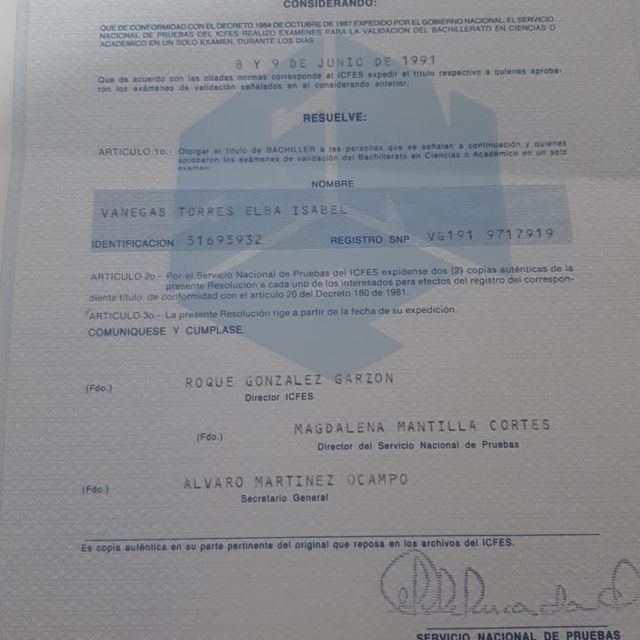 CONSIDERANDO:
QUE DE CONFORMIDAD CON EL DECRETO 1984 DE OCTUBRE DE 1987 EXPEDIDO POR EL GOBIERNO NACIONAL, EL SERVICIO
NACIONAL DE PRUEBAS DEL ICFES REALIZO EXAMENES PARA LA VALIDACION DEL BACHILLERATO EN CIENCIAS O
ACADEMICO EN UN SOLO EXAMEN, DURANTE LOS DIAS
8 Y 9 DE JUNIO DE 1991
Que de acuerdo con las citadas normas corresponde al ICFES expedir el título respectivo a quienes aproba-
ron los exámenes de validación señalados en el considerando anterior.
RESUELVE:
ARTICULO 1o.- Otorgar el título de BACHILLER a las personas que se señalan a continuación y quienes
aprobaron los exámenes de validación del Bachillerato en Ciencias o Académico en un solo
examen.
NOMBRE
VANEGAS TORRES ELBA ISABEL
IDENTIFICACION 51695932 REGISTRO SNP VG191 9717919
ARTICULO 2o.- Por el Servicio Nacional de Pruebas del ICFES expidense dos (2) copias auténticas de la
presente Resolución a cada uno de los interesados para efectos del registro del correspon-
diente título, de conformidad con el artículo 20 del Decreto 180 de 1981.
ARTICULO 3o.- La presente Resolución rige a partir de la fecha de su expedición.
COMUNIQUESE Y CUMPLASE.
(Fdo.) ROQUE GONZALEZ GARZON
Director ICFES
(Fdo.) MAGDALENA MANTILLA CORTES
Director del Servicio Nacional de Pruebas
(Fdo.) ALVARO MARTINEZ OCAMPO
Secretario General
Es copia auténtica en su parte pertinente del original que reposa en los archivos del ICFES.
SERVICIO NACIONAL DE PRUEBAS